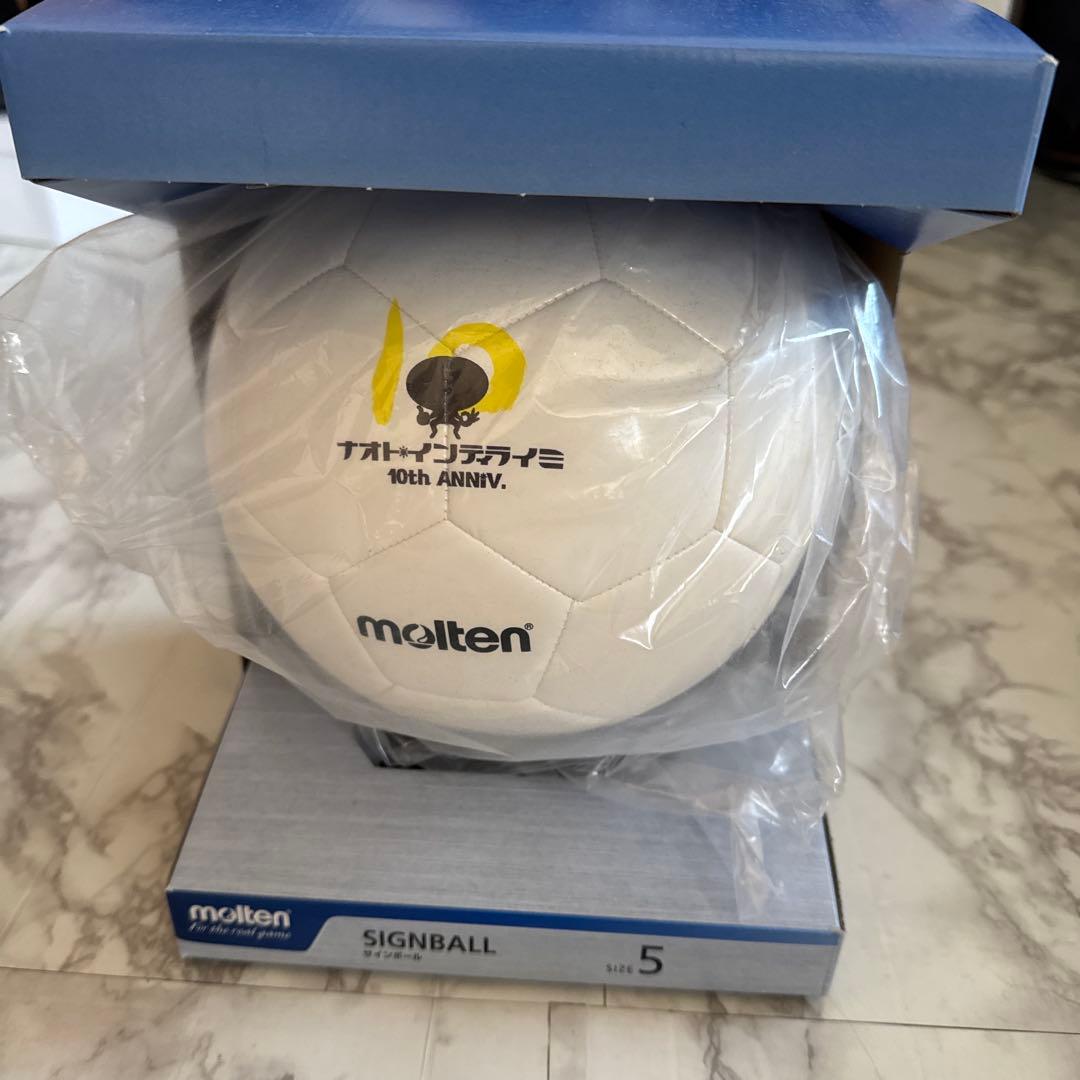 10
ナオト・インティライミ
10th ANNiV.
molten®
molten
For the real game
SIGNBALL
サインボール
SIZE 5